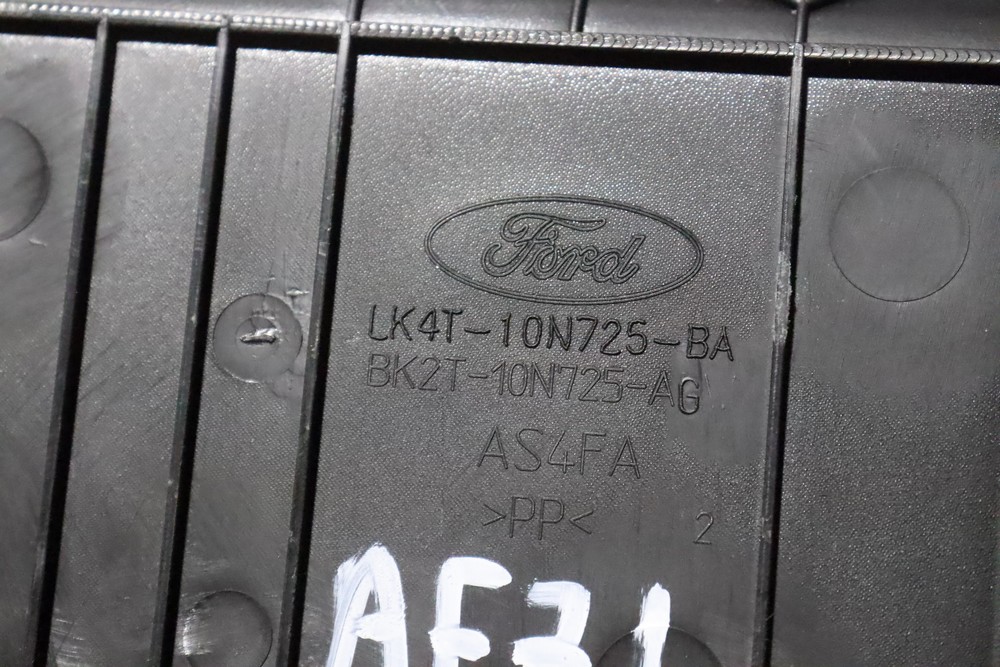 Ford
LK4T-10N725-BA
BK2T-10N725-AG
AS4FA
>PP<
2